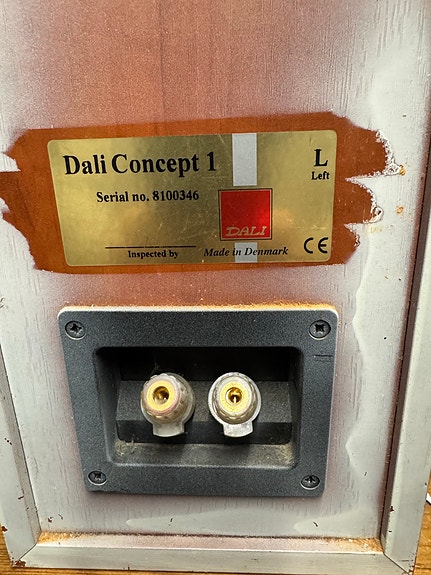 Dali Concept 1
L
Left
Serial no. 8100346
DALI
Inspected by
Made in Denmark
CE